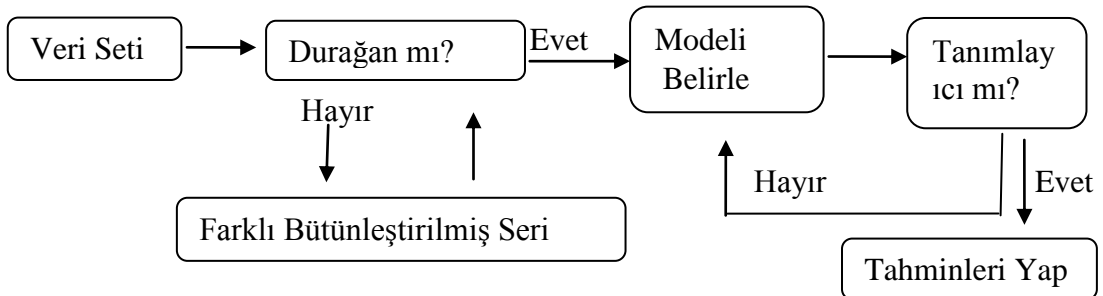 Veri Seti
Durağan mı?
Evet
Modeli
Belirle
Tanımlay
ıcı mı?
Hayır
Hayır
Evet
Farklı Bütünleştirilmiş Seri
Tahminleri Yap